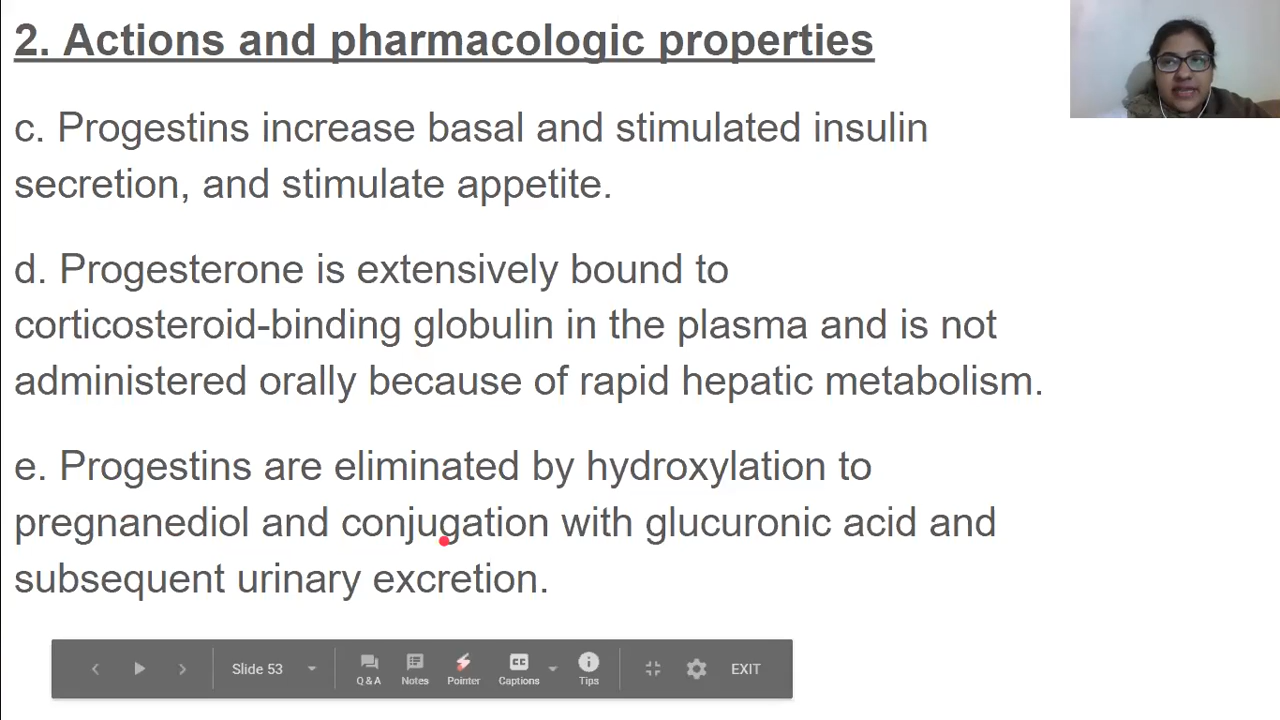 2. Actions and pharmacologic properties
c. Progestins increase basal and stimulated insulin
secretion, and stimulate appetite.
d. Progesterone is extensively bound to
corticosteroid-binding globulin in the plasma and is not
administered orally because of rapid hepatic metabolism.
e. Progestins are eliminated by hydroxylation to
pregnanediol and conjugation with glucuronic acid and
subsequent urinary excretion.
Slide 53
Q & A
Notes
Pointer
CC
Captions
Tips
EXIT